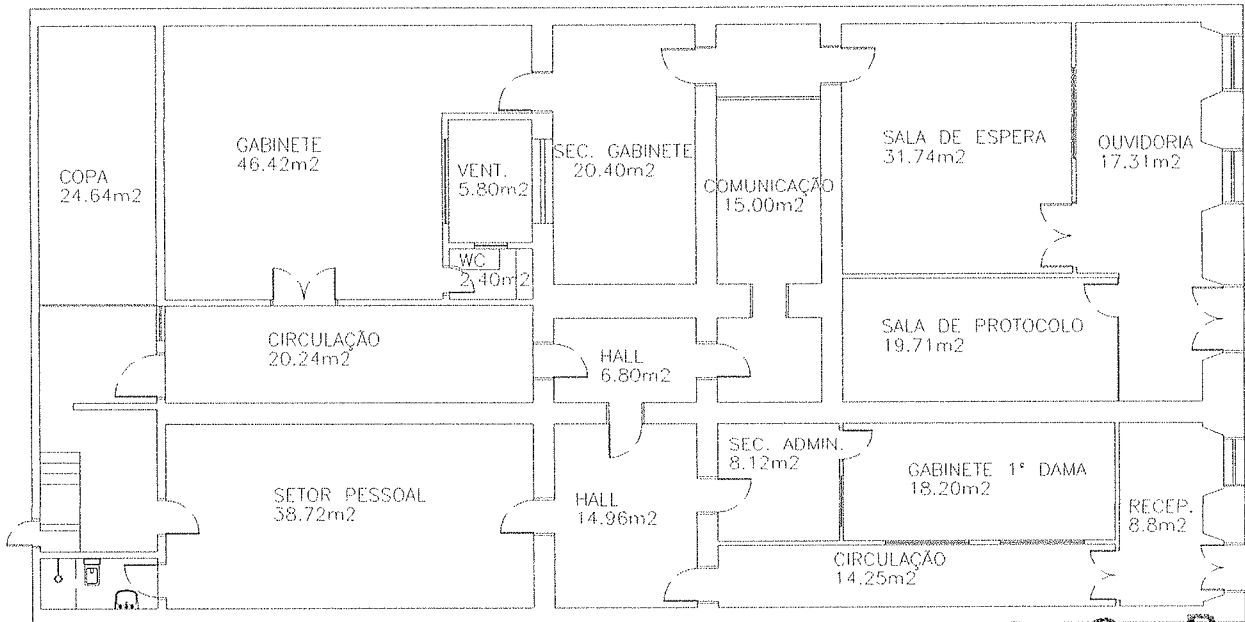 COPA
24.64m2
GABINETE
46.42m2
VENT.
5.80m2
WC
2.40m2
SEC. GABINETE
20.40m2
COMUNICAÇÃO
15.00m2
SALA DE ESPERA
31.74m2
OUVIDORIA
17.31m2
CIRCULAÇÃO
20.24m2
HALL
6.80m2
SALA DE PROTOCOLO
19.71m2
SETOR PESSOAL
38.72m2
HALL
14.96m2
SEC. ADMIN.
8.12m2
GABINETE 1ª DAMA
18.20m2
RECEP.
8.8m2
CIRCULAÇÃO
14.25m2